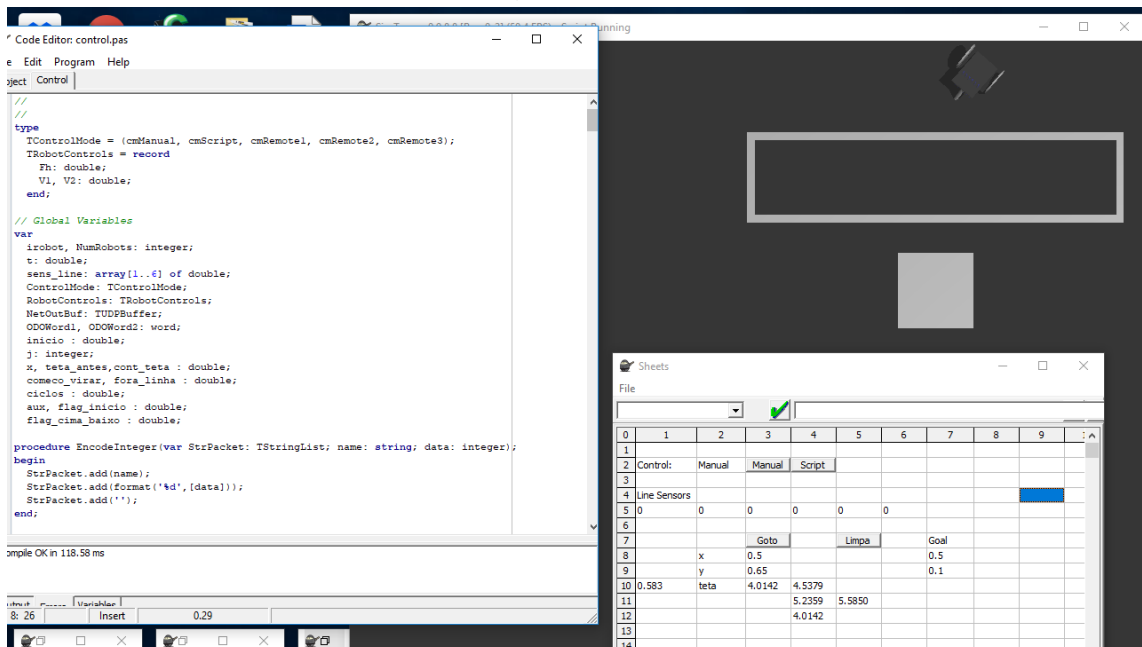 Code Editor: control.pas
Edit Program Help
Control
//
//
type
TControlMode = (cmManual, cmScript, cmRemote1, cmRemote2, cmRemote3);
TRobotControls = record
Fh: double;
V1, V2: double;
end;
// Global Variables
var
irobot, NumRobots: integer;
t: double;
sens_line: array[1..6] of double;
ControlMode: TControlMode;
RobotControls: TRobotControls;
NetOutBuf: TUDPBuffer;
ODOWord1, ODOWord2: word;
inicio : double;
j: integer;
x, teta_antes,cont_teta : double;
comeco_virar, fora_linha : double;
ciclos : double;
aux, flag_inicio : double;
flag_cima_baixo : double;
procedure EncodeInteger(var StrPacket: TStringList; name: string; data: integer);
begin
StrPacket.add(name);
StrPacket.add(format('%d',[data]));
StrPacket.add('');
end;
OK in 118.58 ms
Variables
8: 26 Insert 0.29
Sheets
File
0 1 2 3 4 5 6 7 8 9
1
2 Control: Manual Manual Script
3
4 Line Sensors
5 0 0 0 0 0 0
6
7 Goto Limpa Goal
8 x 0.5 0.5
9 y 0.65 0.1
10 0.583 teta 4.0142 4.5379
11 5.2359 5.5850
12 4.0142
13
14